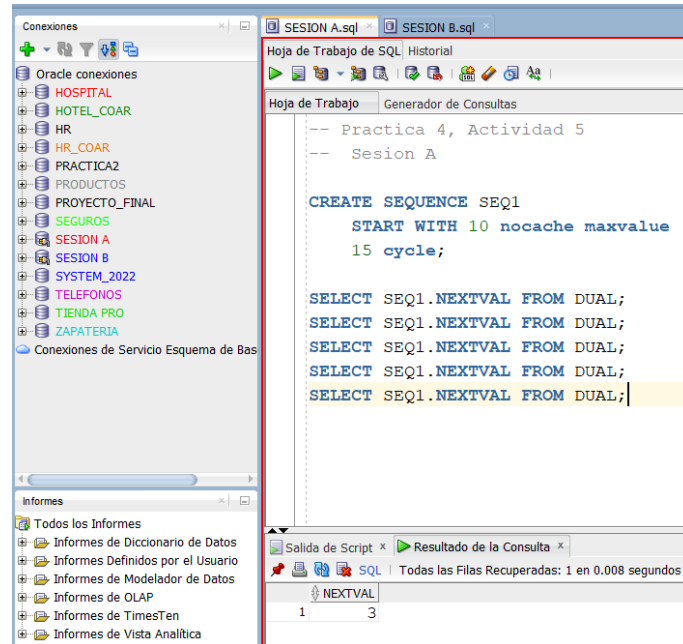 Conexiones
Oracle conexiones
HOSPITAL
HOTEL_COAR
HR
HR_COAR
PRACTICA2
PRODUCTOS
PROYECTO_FINAL
SEGUROS
SESION A
SESION B
SYSTEM_2022
TELEFONOS
TIENDA PRO
ZAPATERIA
Conexiones de Servicio Esquema de Bas
Informes
Todos los Informes
Informes de Diccionario de Datos
Informes Definidos por el Usuario
Informes de Modelador de Datos
Informes de OLAP
Informes de TimesTen
Informes de Vista Analítica
SESION A.sql SESION B.sql
Hoja de Trabajo de SQL Historial
Hoja de Trabajo Generador de Consultas
-- Practica 4, Actividad 5
-- Sesion A
CREATE SEQUENCE SEQ1
START WITH 10 nocache maxvalue
15 cycle;
SELECT SEQ1.NEXTVAL FROM DUAL;
SELECT SEQ1.NEXTVAL FROM DUAL;
SELECT SEQ1.NEXTVAL FROM DUAL;
SELECT SEQ1.NEXTVAL FROM DUAL;
SELECT SEQ1.NEXTVAL FROM DUAL;
Salida de Script Resultado de la Consulta
SQL Todas las Filas Recuperadas: 1 en 0.008 segundos
NEXTVAL
1 3